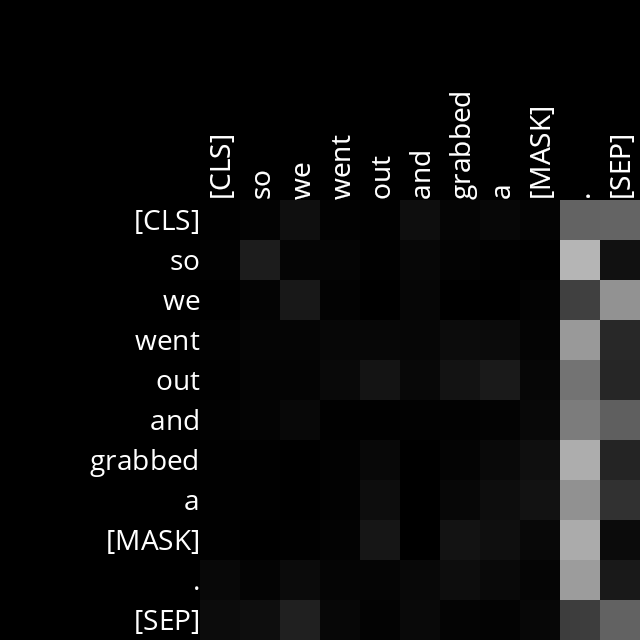 [CLS] so we went out and grabbed a [MASK] . [SEP]
[CLS]
so
we
went
out
and
grabbed
a
[MASK]
.
[SEP]